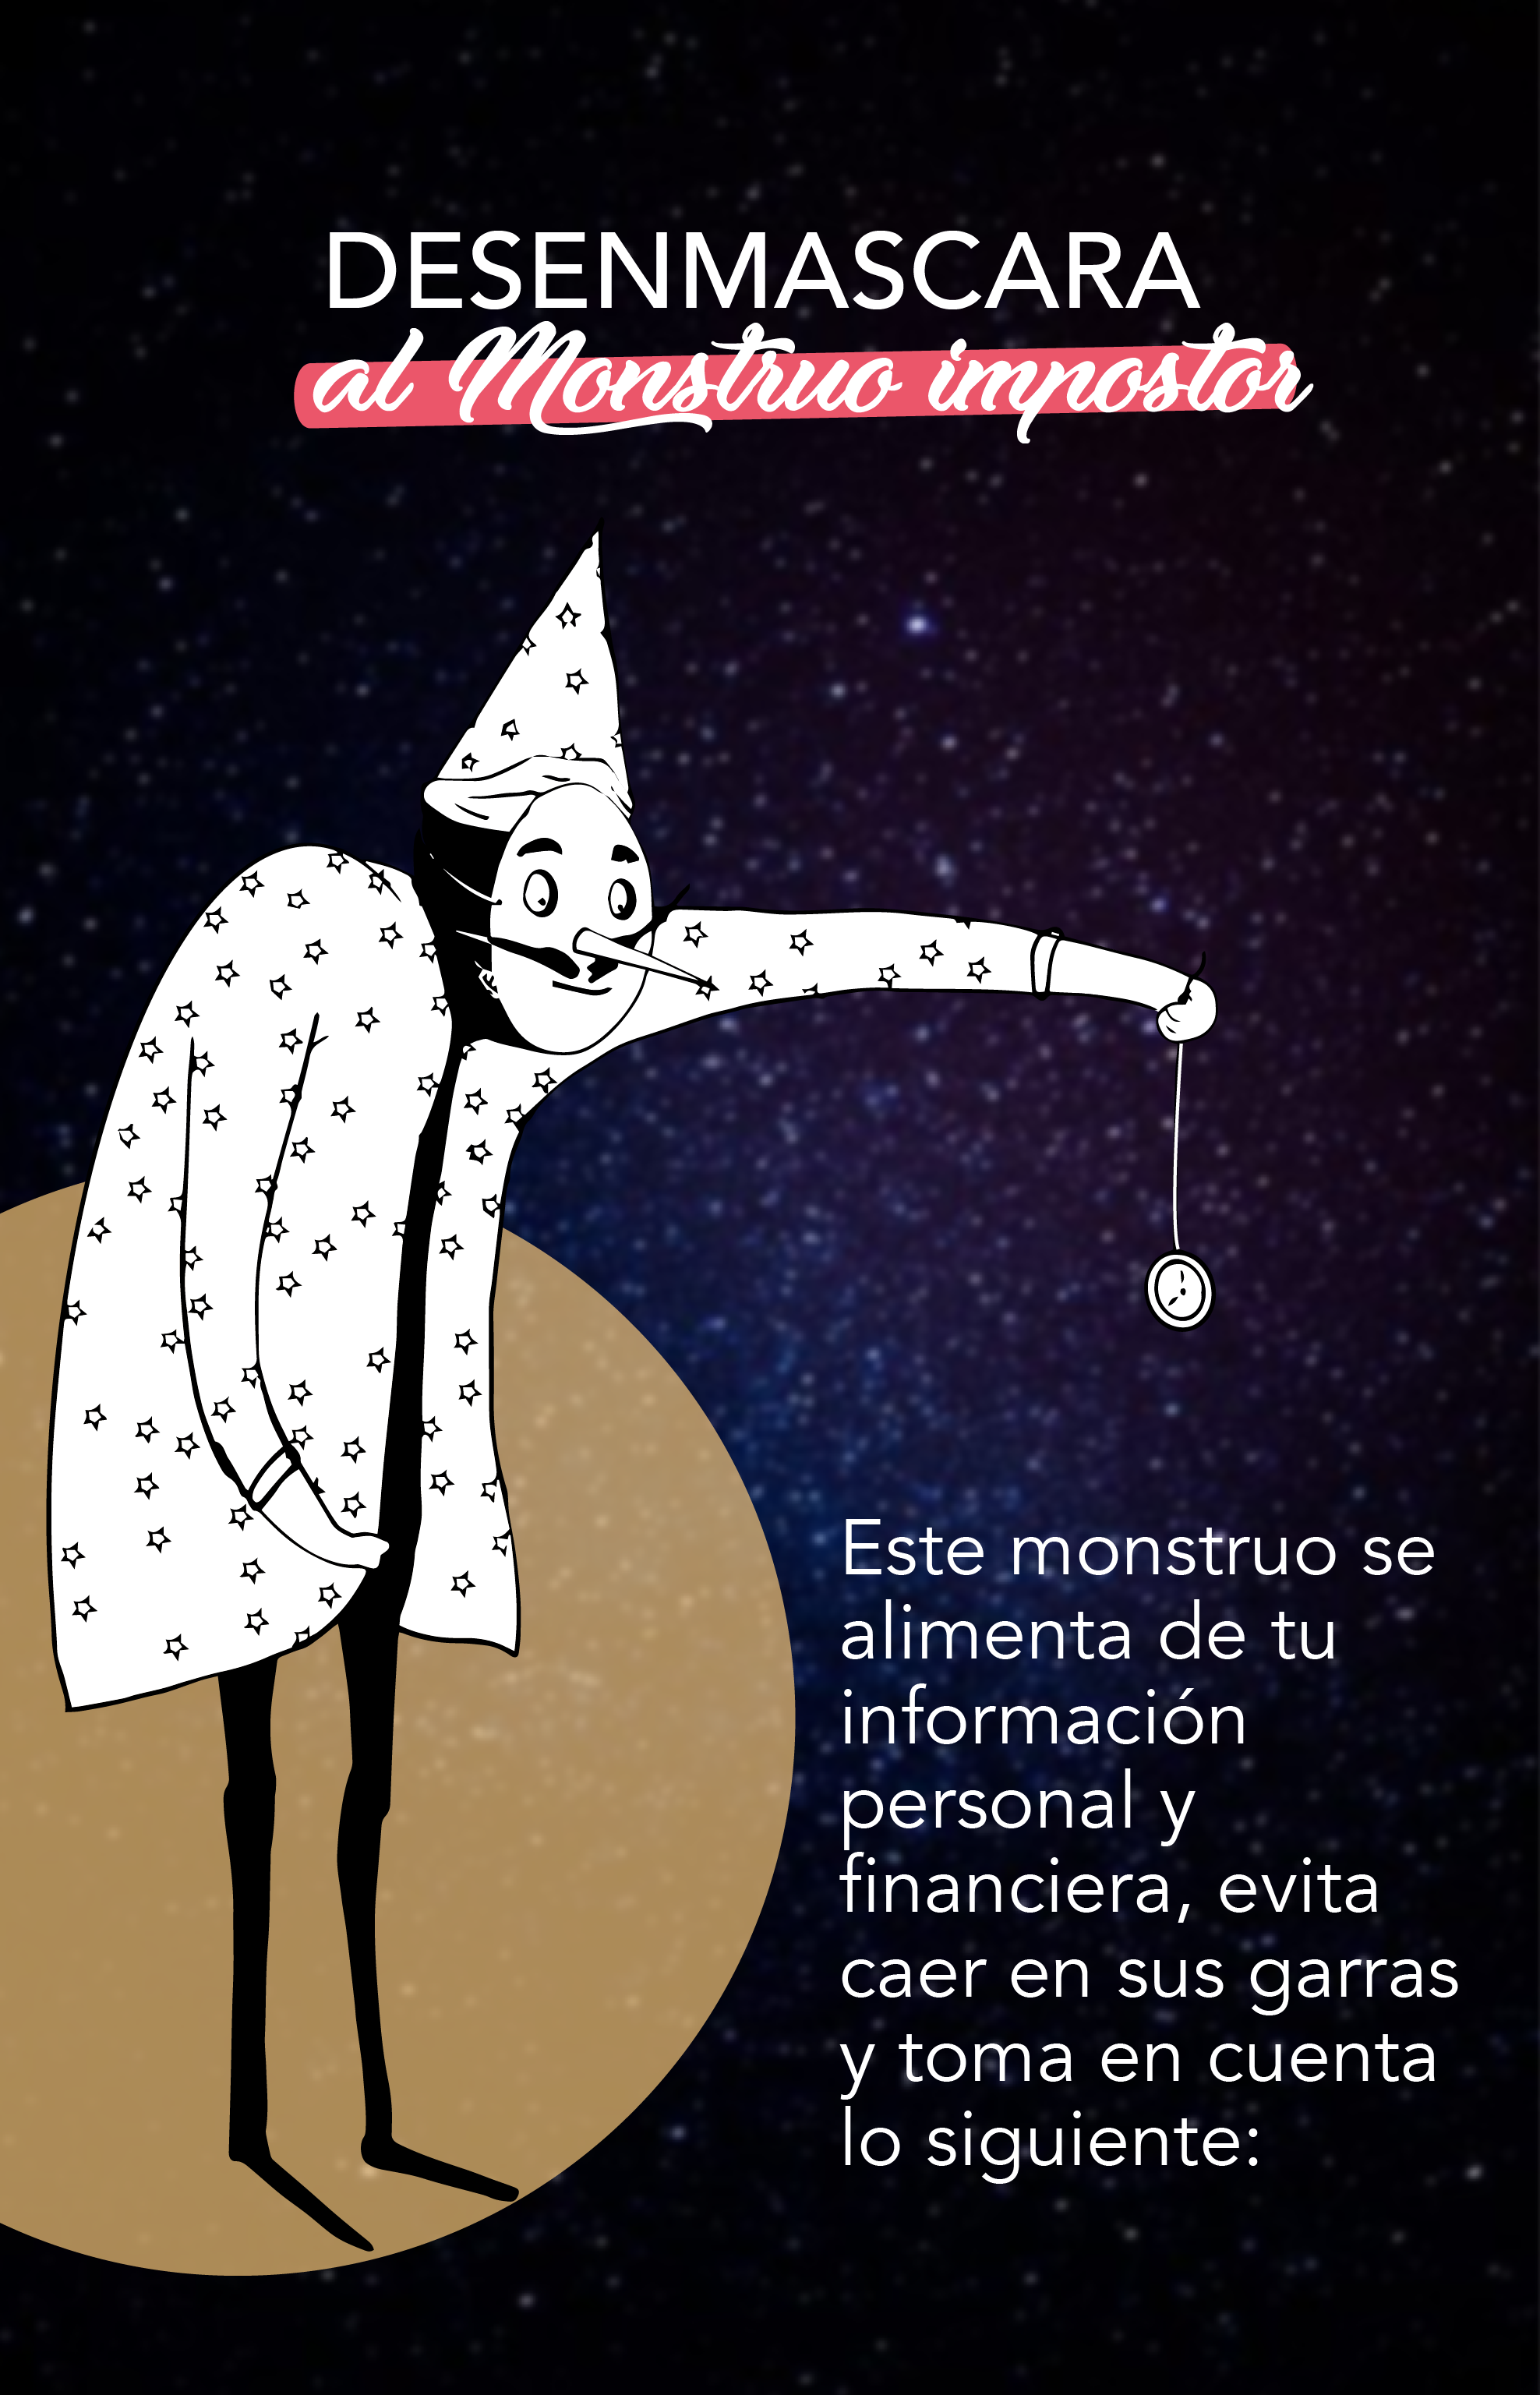 DESENMASCARA
al Monstruo impostor
Este monstruo se
alimenta de tu
información
personal y
financiera, evita
caer en sus garras
y toma en cuenta
lo siguiente: